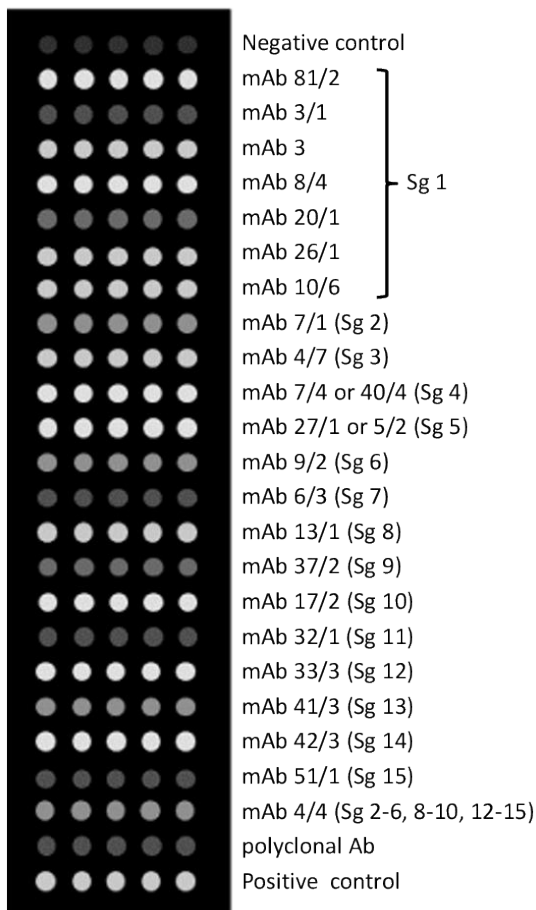 Negative control
mAb 81/2
mAb 3/1
mAb 3
mAb 8/4
Sg 1
mAb 20/1
mAb 26/1
mAb 10/6
mAb 7/1 (Sg 2)
mAb 4/7 (Sg 3)
mAb 7/4 or 40/4 (Sg 4)
mAb 27/1 or 5/2 (Sg 5)
mAb 9/2 (Sg 6)
mAb 6/3 (Sg 7)
mAb 13/1 (Sg 8)
mAb 37/2 (Sg 9)
mAb 17/2 (Sg 10)
mAb 32/1 (Sg 11)
mAb 33/3 (Sg 12)
mAb 41/3 (Sg 13)
mAb 42/3 (Sg 14)
mAb 51/1 (Sg 15)
mAb 4/4 (Sg 2-6, 8-10, 12-15)
polyclonal Ab
Positive control